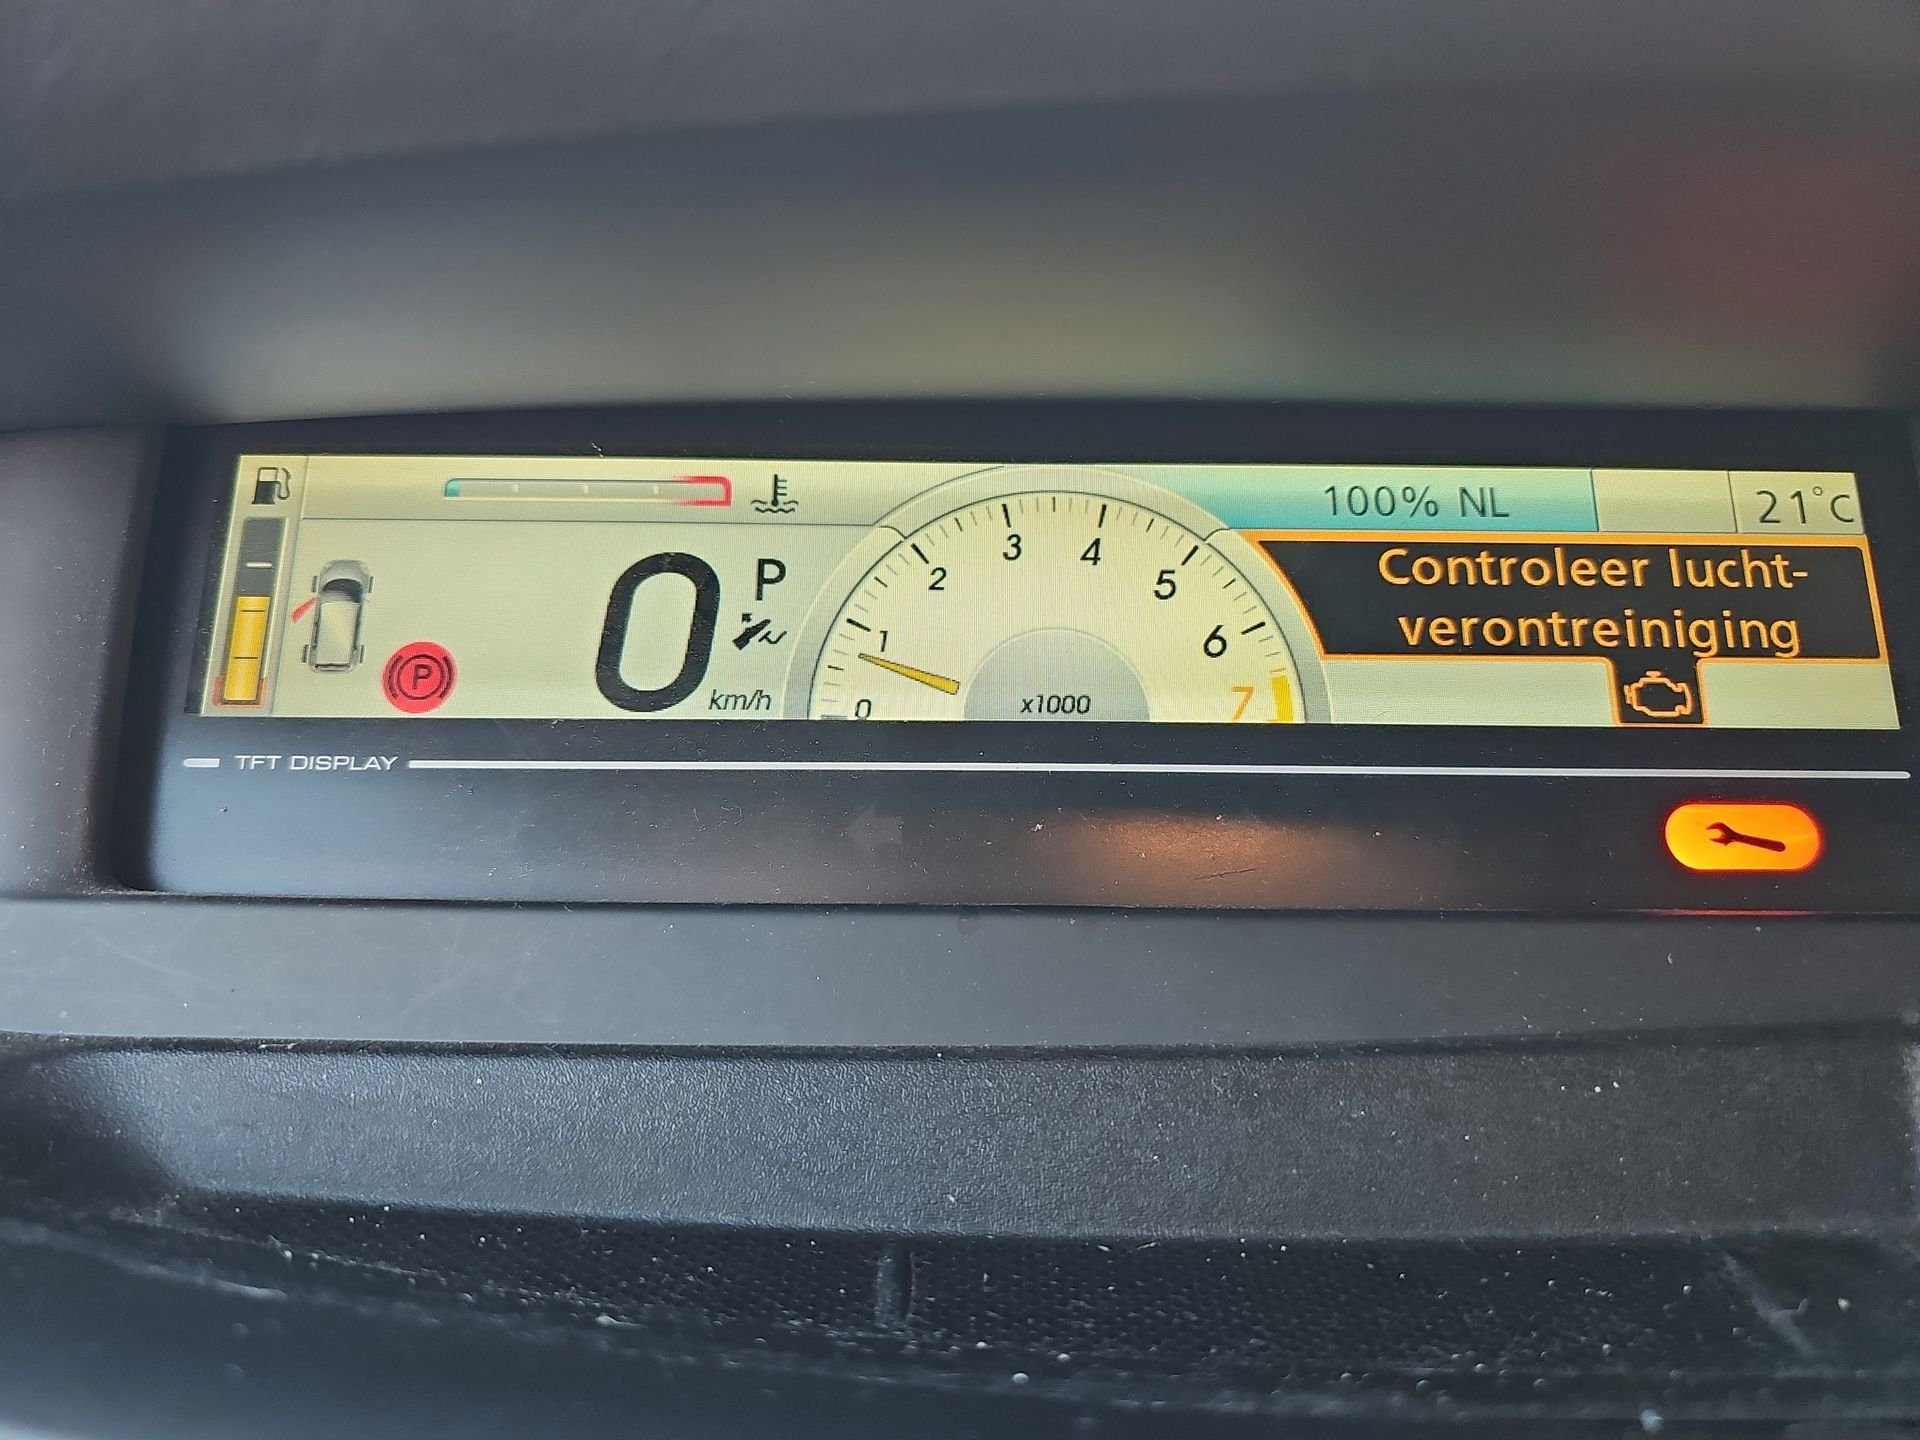 100% NL
21°C
Controleer lucht-
verontreiniging
P
0
km/h
P
0
1
2
3
4
5
6
7
x1000
TFT DISPLAY